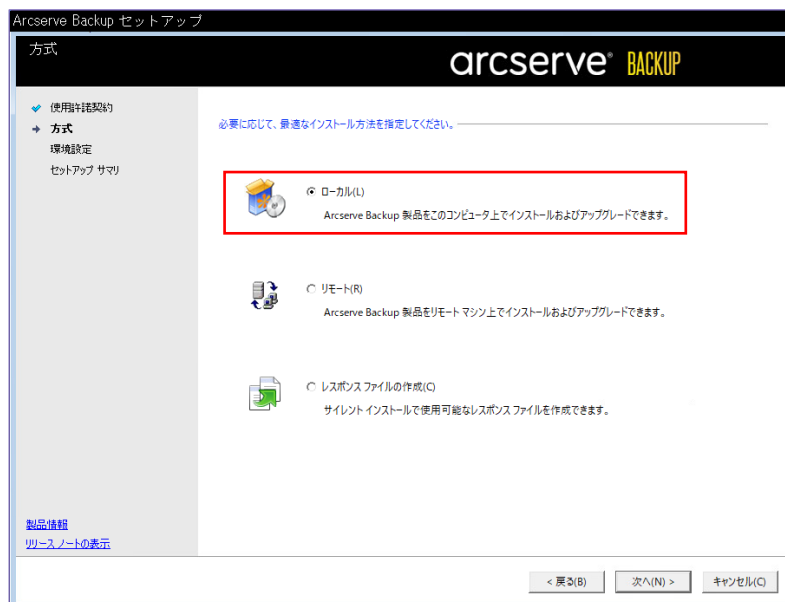 Arcserve Backup セットアップ
方式
arcserve® BACKUP
使用許諾契約
方式
環境設定
セットアップ サマリ
必要に応じて、最適なインストール方法を指定してください。
ローカル(L)
Arcserve Backup 製品をこのコンピュータ上でインストールおよびアップグレードできます。
リモート(R)
Arcserve Backup 製品をリモート マシン上でインストールおよびアップグレードできます。
レスポンス ファイルの作成(C)
サイレント インストールで使用可能なレスポンス ファイルを作成できます。
製品情報
リリース ノートの表示
< 戻る(B)
次へ(N) >
キャンセル(C)